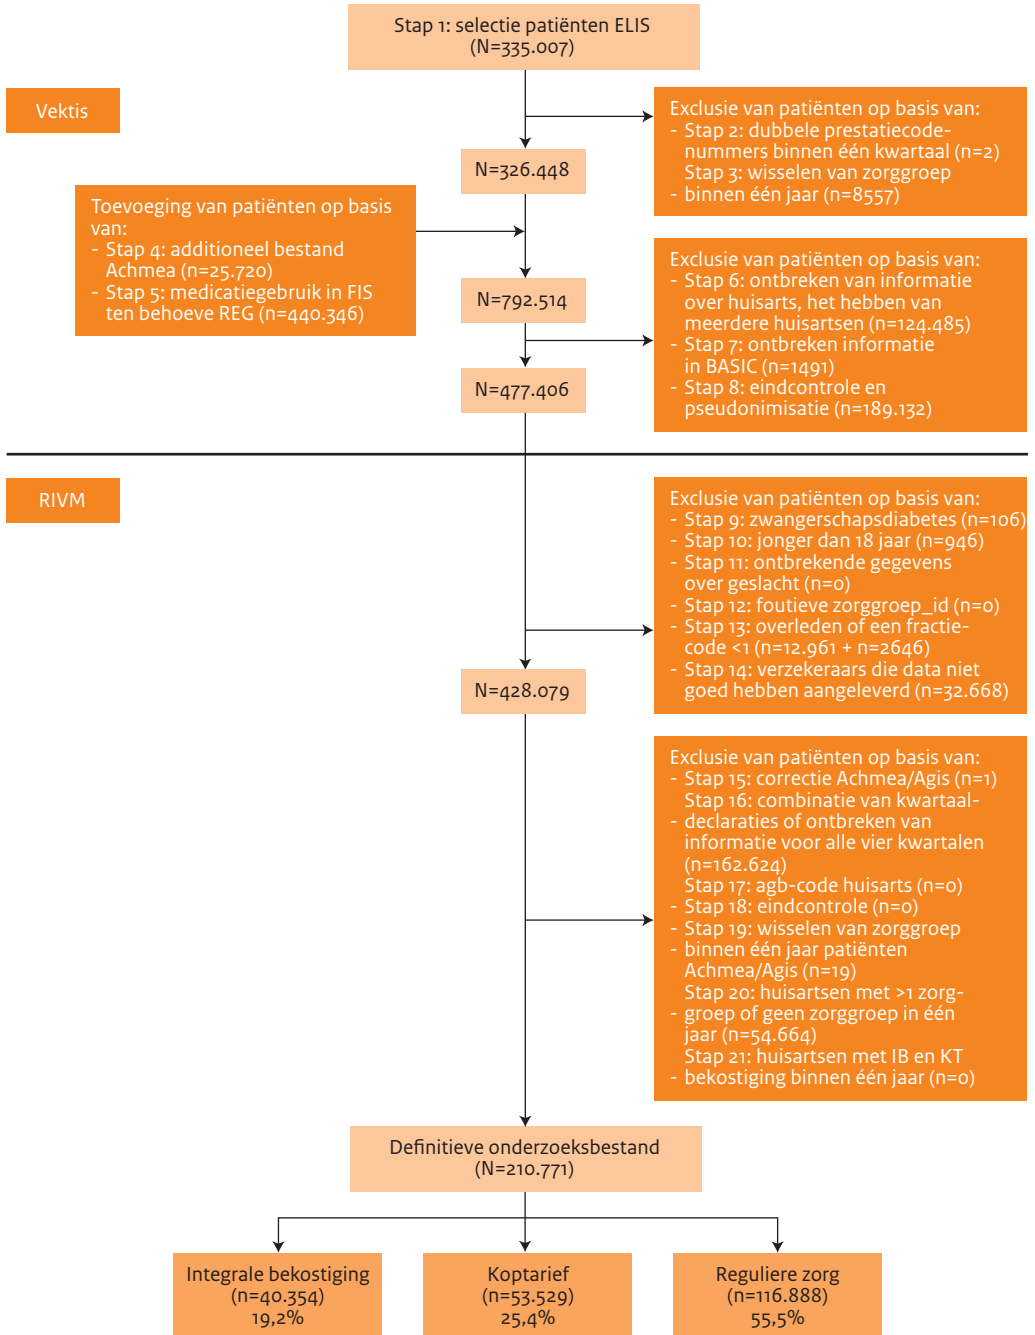 Stap 1: selectie patiënten ELIS
(N=335.007)
Vektis
Exclusie van patiënten op basis van:
- Stap 2: dubbele prestatiecode-
nummers binnen één kwartaal (n=2)
Stap 3: wisselen van zorggroep
- binnen één jaar (n=8557)
N=326.448
Toevoeging van patiënten op basis
van:
- Stap 4: additioneel bestand
Achmea (n=25.720)
- Stap 5: medicatiegebruik in FIS
ten behoeve REG (n=440.346)
N=792.514
Exclusie van patiënten op basis van:
- Stap 6: ontbreken van informatie
over huisarts, het hebben van
meerdere huisartsen (n=124.485)
- Stap 7: ontbreken informatie
in BASIC (n=1491)
- Stap 8: eindcontrole en
pseudonimisatie (n=189.132)
N=477.406
RIVM
Exclusie van patiënten op basis van:
- Stap 9: zwangerschapsdiabetes (n=106)
- Stap 10: jonger dan 18 jaar (n=946)
- Stap 11: ontbrekende gegevens
over geslacht (n=0)
- Stap 12: foutieve zorggroep_id (n=0)
- Stap 13: overleden of een fractie-
code <1 (n=12.961 + n=2646)
- Stap 14: verzekeraars die data niet
goed hebben aangeleverd (n=32.668)
N=428.079
Exclusie van patiënten op basis van:
- Stap 15: correctie Achmea/Agis (n=1)
Stap 16: combinatie van kwartaal-
- declaraties of ontbreken van
informatie voor alle vier kwartalen
(n=162.624)
Stap 17: agb-code huisarts (n=0)
- Stap 18: eindcontrole (n=0)
- Stap 19: wisselen van zorggroep
- binnen één jaar patiënten
Achmea/Agis (n=19)
Stap 20: huisartsen met >1 zorg-
- groep of geen zorggroep in één
jaar (n=54.664)
Stap 21: huisartsen met IB en KT
- bekostiging binnen één jaar (n=0)
Definitieve onderzoeksbestand
(N=210.771)
Integrale bekostiging
(n=40.354)
19,2%
Koptarief
(n=53.529)
25,4%
Reguliere zorg
(n=116.888)
55,5%